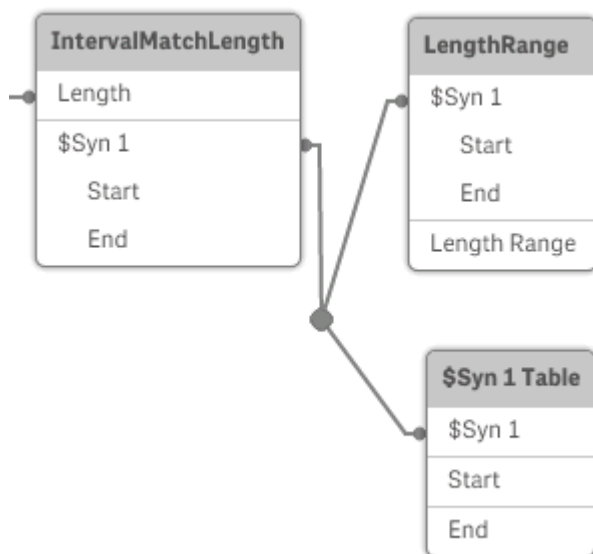 IntervalMatchLength
Length
$Syn 1
Start
End
LengthRange
$Syn 1
Start
End
Length Range
$Syn 1 Table
$Syn 1
Start
End